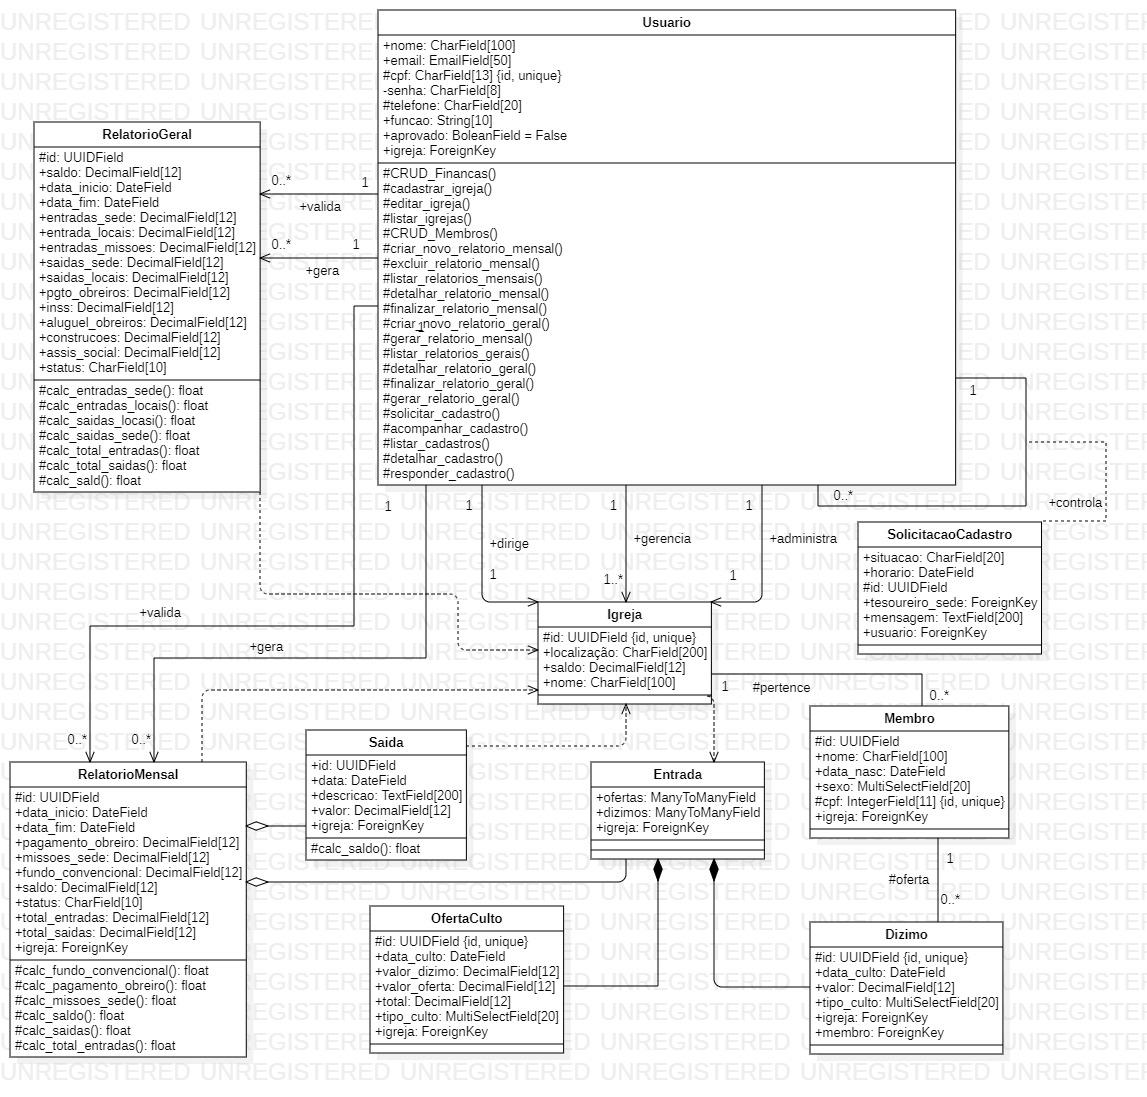 Usuario
+nome: CharField[100]
+email: EmailField[50]
#cpf: CharField[13] {id, unique}
-senha: CharField[8]
#telefone: CharField[20]
+funcao: String[10]
+aprovado: BoleanField = False
+igreja: ForeignKey
#CRUD_Financas()
#cadastrar_igreja()
#editar_igreja()
#listar_igrejas()
#CRUD_Membros()
#criar_novo_relatorio_mensal()
#excluir_relatorio_mensal()
#listar_relatorios_mensais()
#detalhar_relatorio_mensal()
#finalizar_relatorio_mensal()
#criar_novo_relatorio_geral()
#gerar_relatorio_mensal()
#listar_relatorios_gerais()
#detalhar_relatorio_geral()
#finalizar_relatorio_geral()
#gerar_relatorio_geral()
#solicitar_cadastro()
#acompanhar_cadastro()
#listar_cadastros()
#detalhar_cadastro()
#responder_cadastro()
RelatorioGeral
#id: UUIDField
+saldo: DecimalField[12]
+data_inicio: DateField
+data_fim: DateField
+entradas_sede: DecimalField[12]
+entrada_locais: DecimalField[12]
+entradas_missoes: DecimalField[12]
+saidas_sede: DecimalField[12]
+saidas_locais: DecimalField[12]
+pgto_obreiros: DecimalField[12]
+inss: DecimalField[12]
+aluguel_obreiros: DecimalField[12]
+construcoes: DecimalField[12]
+assis_social: DecimalField[12]
+status: CharField[10]
#calc_entradas_sede(): float
#calc_entradas_locais(): float
#calc_saidas_locasi(): float
#calc_saidas_sede(): float
#calc_total_entradas(): float
#calc_total_saidas(): float
#calc_sald(): float
0..*
1
+valida
0..*
1
+gera
1
1
0..*
+controla
1
1
+dirige
1
1
+gerencia
1..*
1
+administra
1
SolicitacaoCadastro
+situacao: CharField[20]
+horario: DateField
#id: UUIDField
+tesoureiro_sede: ForeignKey
+mensagem: TextField[200]
+usuario: ForeignKey
+valida
+gera
0..*
0..*
Igreja
#id: UUIDField {id, unique}
+localização: CharField[200]
+saldo: DecimalField[12]
+nome: CharField[100]
1
#pertence
0..*
Membro
#id: UUIDField
+nome: CharField[100]
+data_nasc: DateField
+sexo: MultiSelectField[20]
#cpf: IntegerField[11] {id, unique}
+igreja: ForeignKey
Saida
+id: UUIDField
+data: DateField
+descricao: TextField[200]
+valor: DecimalField[12]
+igreja: ForeignKey
#calc_saldo(): float
Entrada
+ofertas: ManyToManyField
+dizimos: ManyToManyField
+igreja: ForeignKey
RelatorioMensal
#id: UUIDField
+data_inicio: DateField
+data_fim: DateField
+pagamento_obreiro: DecimalField[12]
+missoes_sede: DecimalField[12]
+fundo_convencional: DecimalField[12]
+saldo: DecimalField[12]
+status: CharField[10]
+total_entradas: DecimalField[12]
+total_saidas: DecimalField[12]
+igreja: ForeignKey
#calc_fundo_convencional(): float
#calc_pagamento_obreiro(): float
#calc_missoes_sede(): float
#calc_saldo(): float
#calc_saidas(): float
#calc_total_entradas(): float
1
#oferta
0..*
OfertaCulto
#id: UUIDField {id, unique}
+data_culto: DateField
+valor_dizimo: DecimalField[12]
+valor_oferta: DecimalField[12]
+total: DecimalField[12]
+tipo_culto: MultiSelectField[20]
+igreja: ForeignKey
Dizimo
#id: UUIDField {id, unique}
+data_culto: DateField
+valor: DecimalField[12]
+tipo_culto: MultiSelectField[20]
+igreja: ForeignKey
+membro: ForeignKey
UNREGISTERED